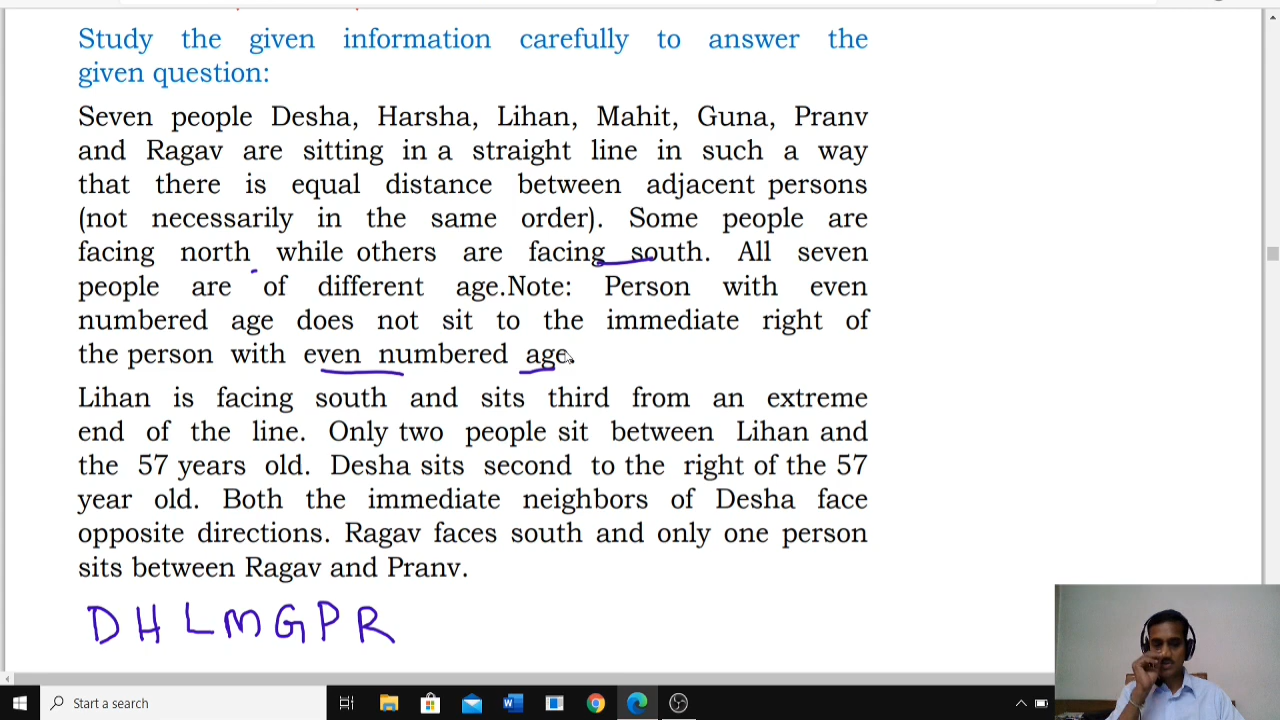 Study the given information carefully to answer the
given question:
Seven people Desha, Harsha, Lihan, Mahit, Guna, Pranv
and Ragav are sitting in a straight line in such a way
that there is equal distance between adjacent persons
(not necessarily in the same order). Some people are
facing north while others are facing south. All seven
people are of different age.Note: Person with even
numbered age does not sit to the immediate right of
the person with even numbered age.
Lihan is facing south and sits third from an extreme
end of the line. Only two people sit between Lihan and
the 57 years old. Desha sits second to the right of the 57
year old. Both the immediate neighbors of Desha face
opposite directions. Ragav faces south and only one person
sits between Ragav and Pranv.
D H L M G P R
Start a search